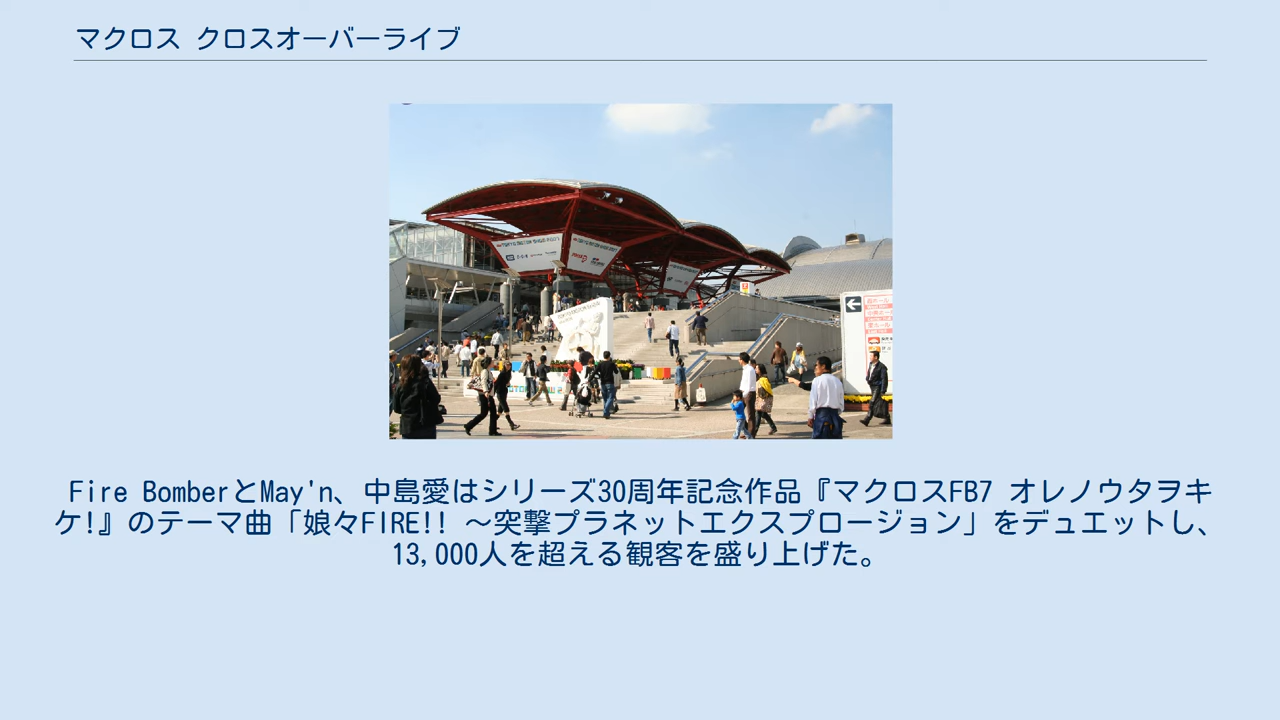 マクロス クロスオーバーライブ
Fire BomberとMay'n、中島愛はシリーズ30周年記念作品『マクロスFB7 オレノウタヲキ
ケ!』のテーマ曲「娘々FIRE!! ～突撃プラネットエクスプロージョン」をデュエットし、
13,000人を超える観客を盛り上げた。